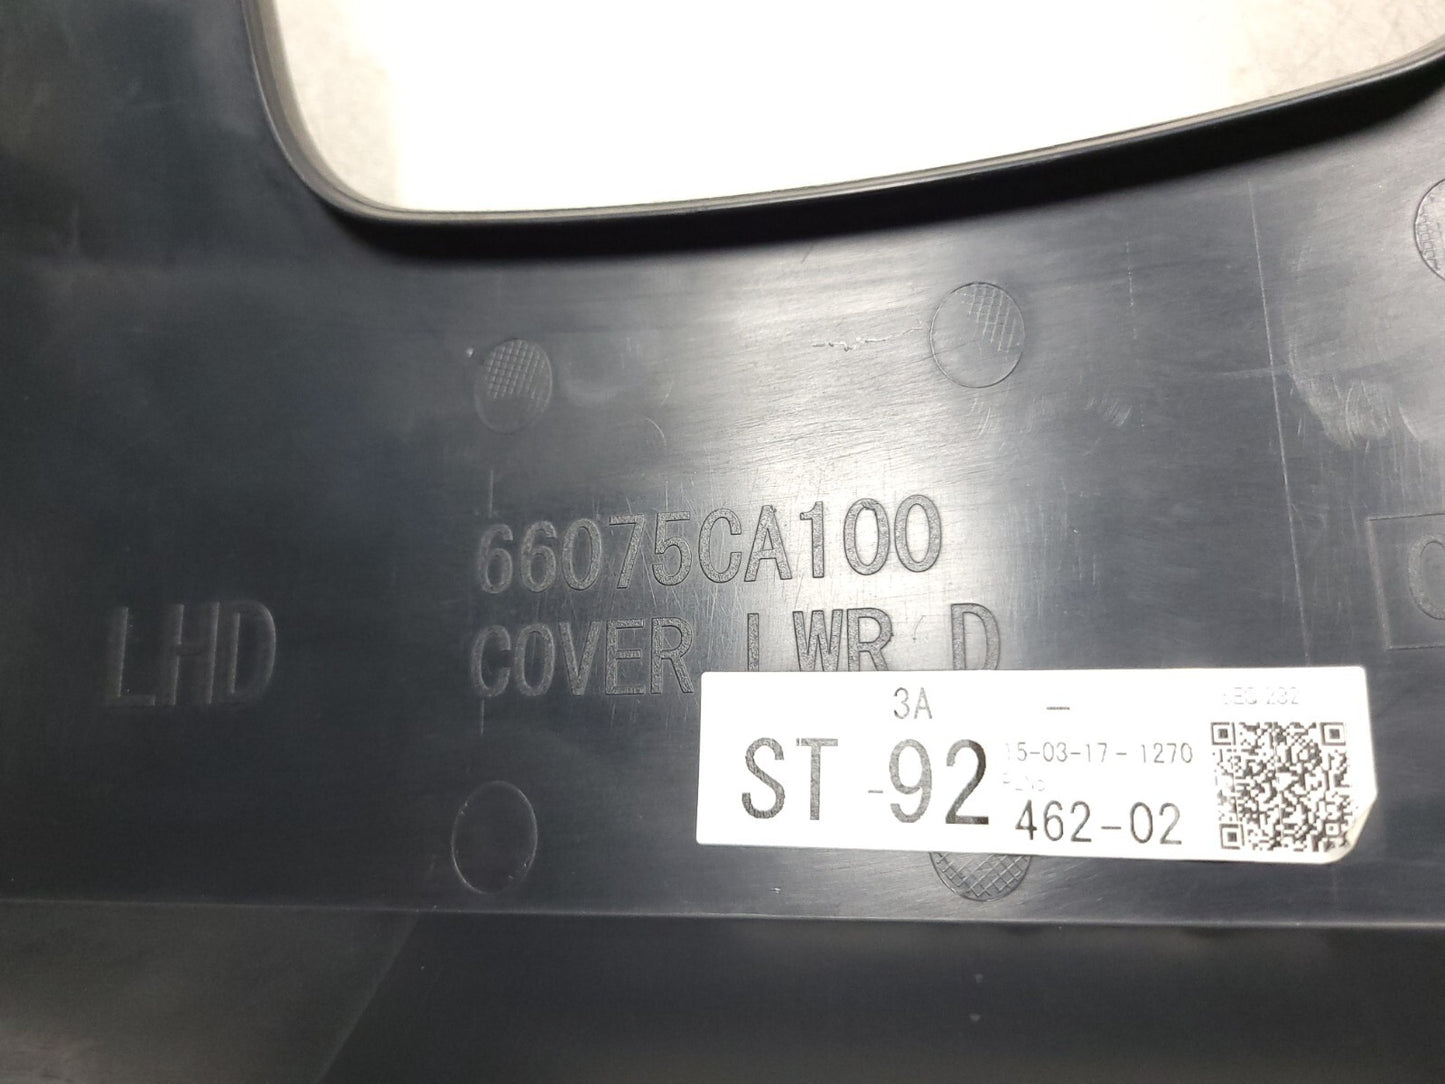 66075CA100
LHD
COVER LWR D
3A -
ST -92
15-03-17-1270
462-02